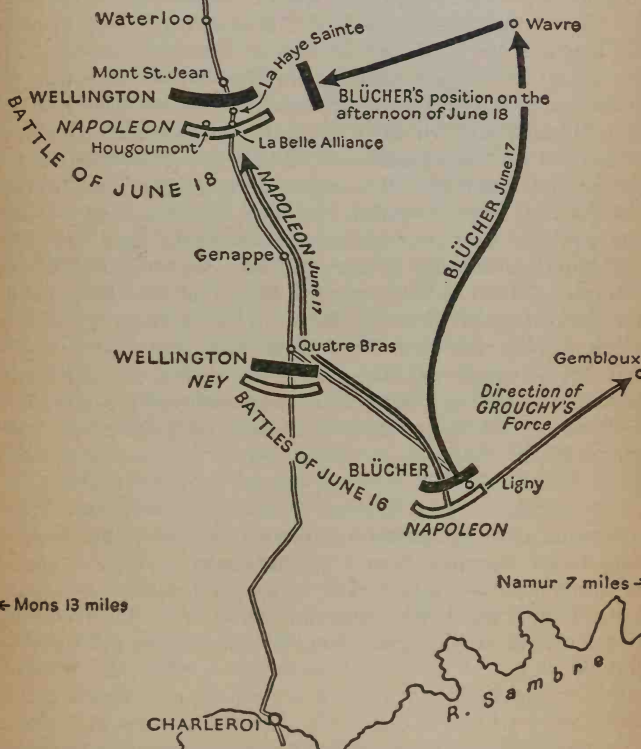 Waterloo
Wavre
La Haye Sainte
Mont St. Jean
WELLINGTON
BLÜCHER'S position on the
afternoon of June 18
NAPOLEON
Hougoumont
La Belle Alliance
BATTLE OF JUNE 18
NAPOLEON June 17
BLÜCHER June 17
Genappe
Quatre Bras
WELLINGTON
NEY
Gembloux
Direction of
GROUCHY'S
Force
BATTLES OF JUNE 16
BLÜCHER
Ligny
NAPOLEON
Namur 7 miles
Mons 13 miles
R. Sambre
CHARLEROI